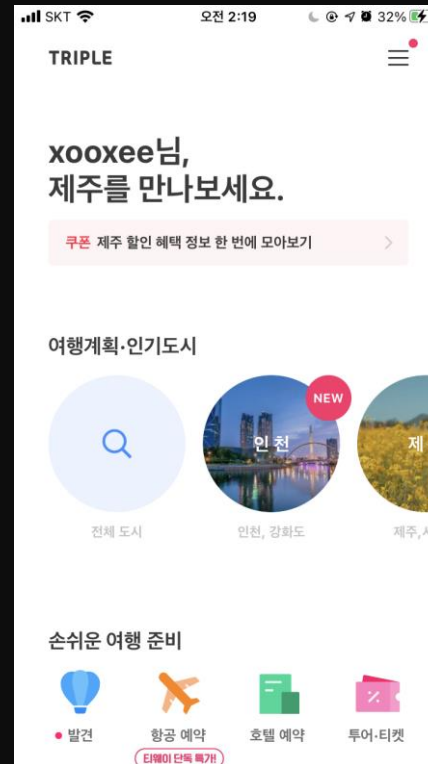 SKT 오전 2:19 32%
TRIPLE
xooxee님,
제주를 만나보세요.
쿠폰 제주 할인 혜택 정보 한 번에 모아보기
여행계획·인기도시
NEW
인천 제
전체 도시 인천, 강화도 제주,
손쉬운 여행 준비
발견 항공 예약 호텔 예약 투어·티켓
티웨이 단독 특가!